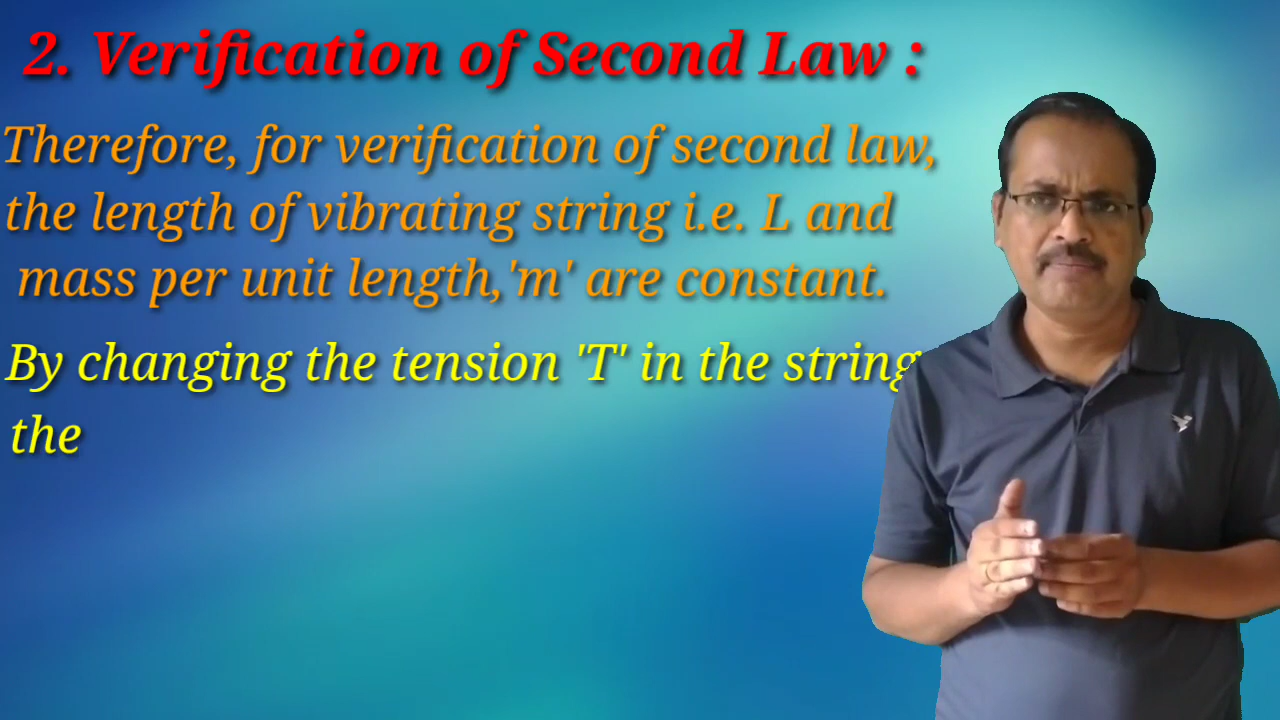 2. Verification of Second Law :
Therefore, for verification of second law,
the length of vibrating string i.e. L and
mass per unit length,'m' are constant.
By changing the tension 'T' in the string
the